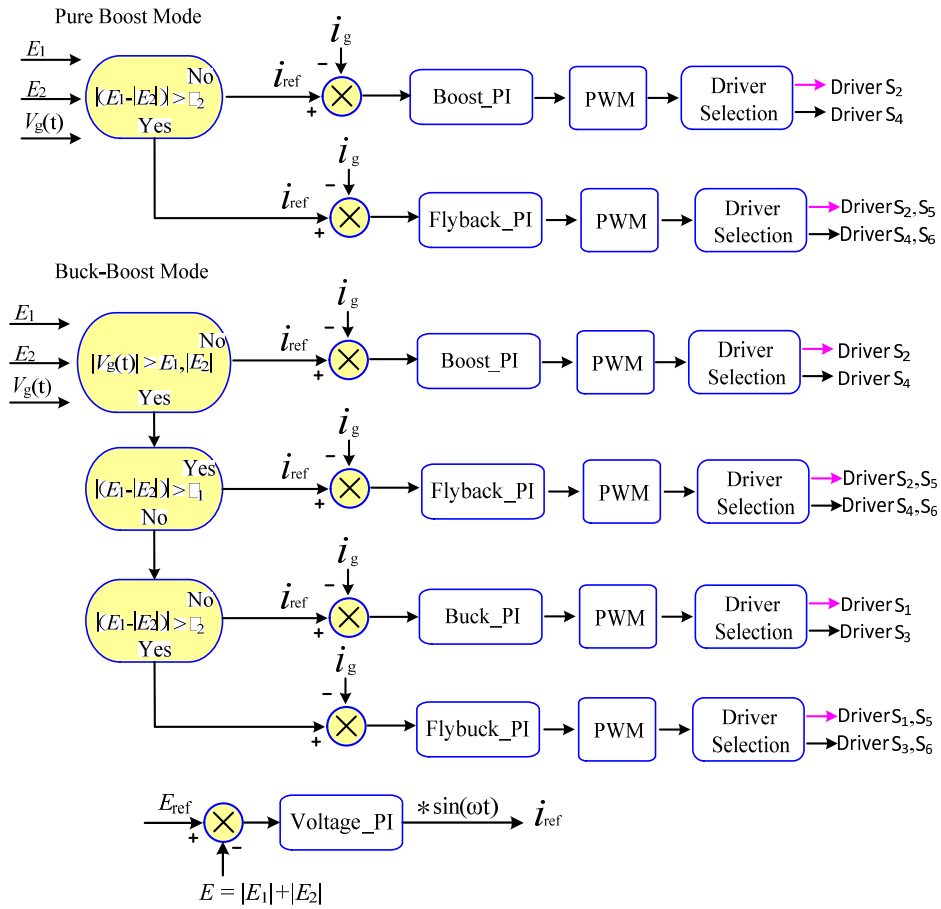 Pure Boost Mode
E1
E2
Vg(t)
|(E1-|E2|)| > □2
No
Yes
iref
ig
−
+
Boost_PI
PWM
Driver Selection
Driver S2
Driver S4
iref
ig
−
+
Flyback_PI
PWM
Driver Selection
Driver S2,S5
Driver S4,S6
Buck-Boost Mode
E1
E2
Vg(t)
|Vg(t)| > E1,|E2|
No
Yes
iref
ig
−
+
Boost_PI
PWM
Driver Selection
Driver S2
Driver S4
|(E1-|E2|)| > □1
Yes
No
iref
ig
−
+
Flyback_PI
PWM
Driver Selection
Driver S2,S5
Driver S4,S6
|(E1-|E2|)| > □2
No
Yes
iref
ig
−
+
Buck_PI
PWM
Driver Selection
Driver S1
Driver S3
ig
−
+
Flybuck_PI
PWM
Driver Selection
Driver S1,S5
Driver S3,S6
Eref
+
−
Voltage_PI
*sin(ωt)
iref
E = |E1|+|E2|